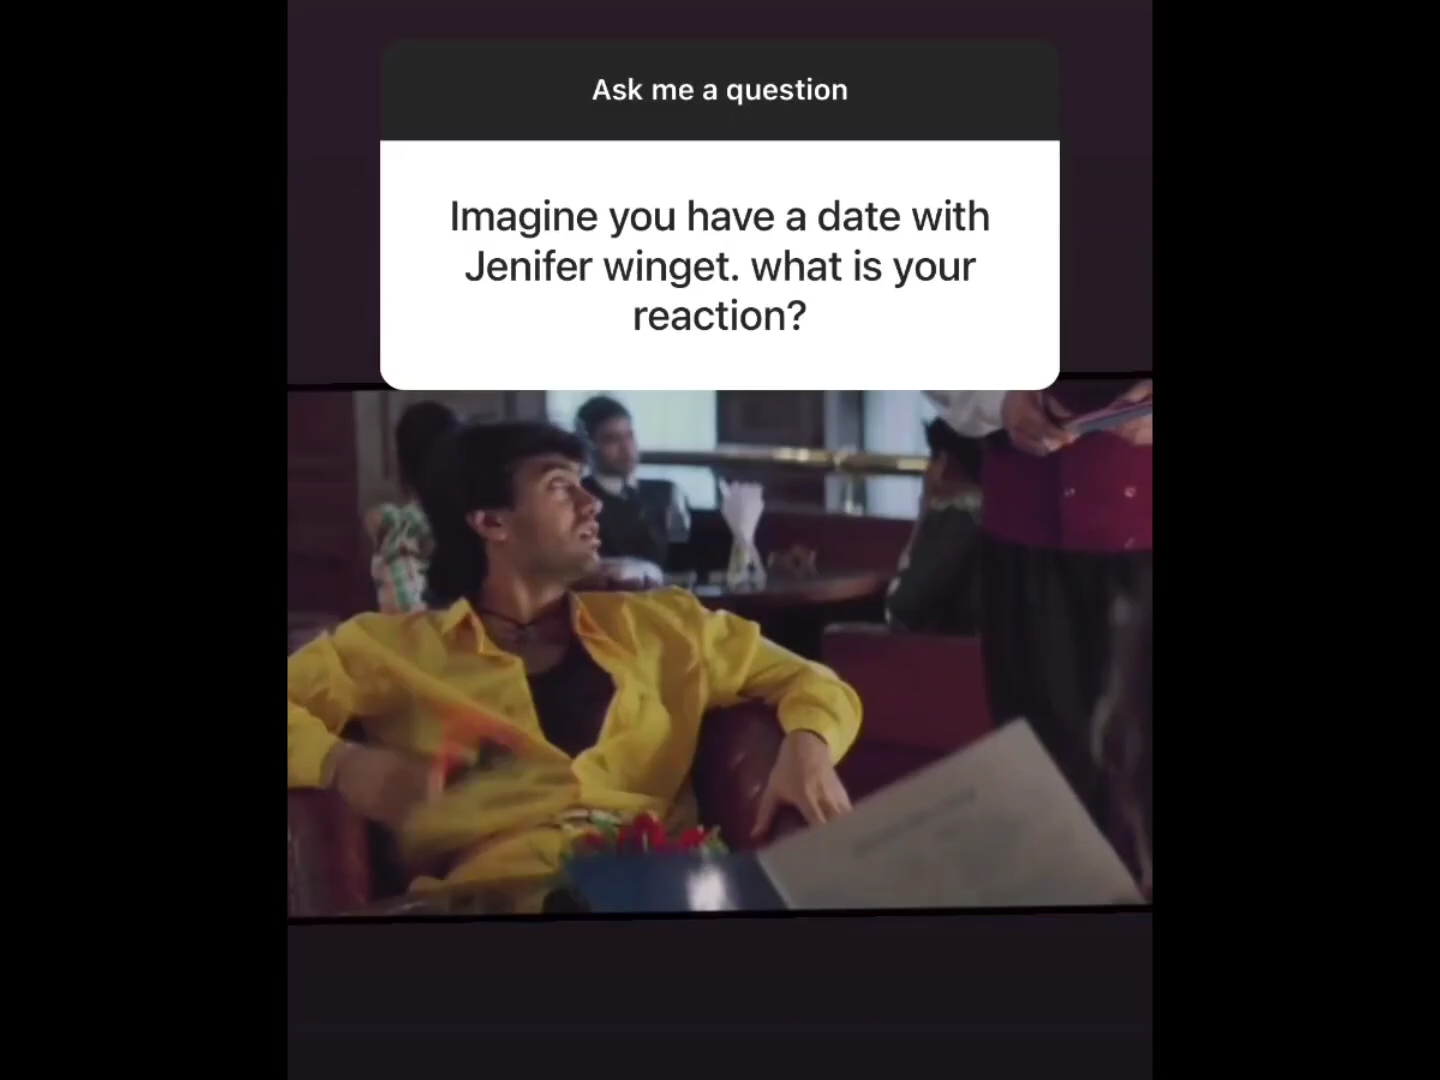 Ask me a question
Imagine you have a date with
Jenifer winget. what is your
reaction?